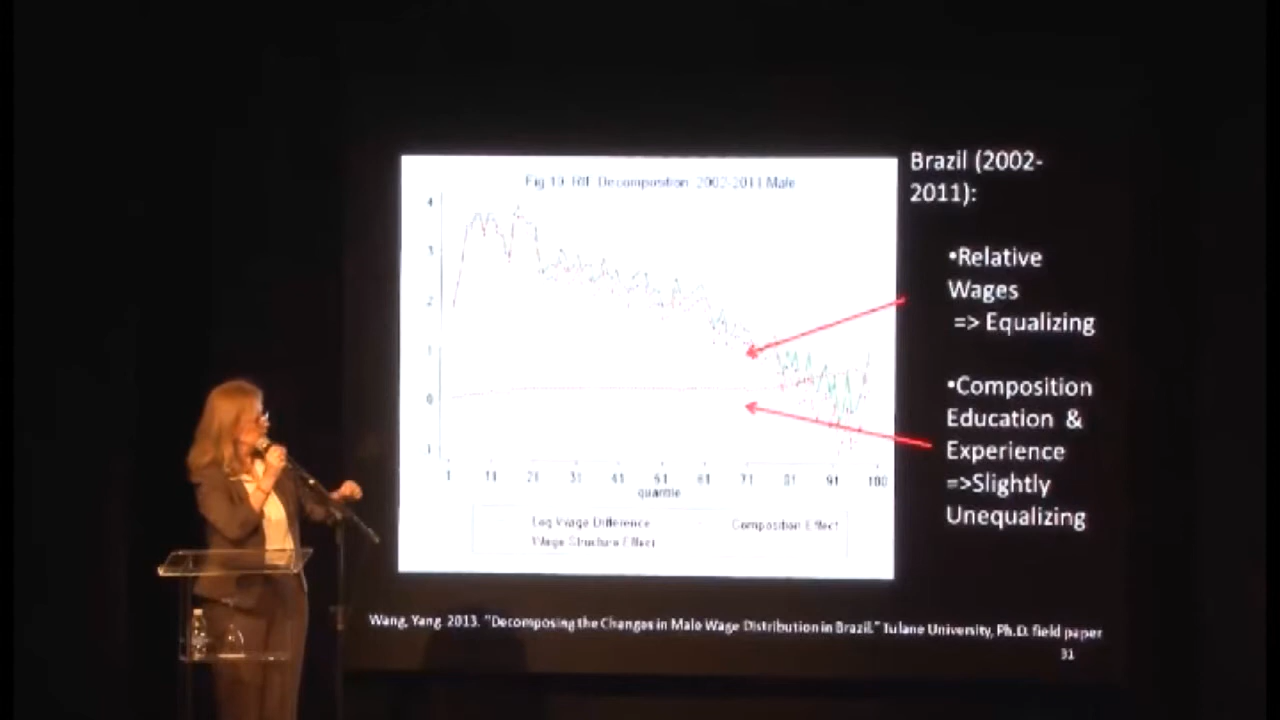 Fig 13 RIF Decomposition 2002-2011 Male
4
3
2
1
0
1
1 11 21 31 41 51 61 71 81 91 100
quantile
Log Wage Difference
Composition Effect
Wage Structure Effect
Brazil (2002-
2011):
•Relative
Wages
=> Equalizing
•Composition
Education &
Experience
=>Slightly
Unequalizing
Wang, Yang. 2013. "Decomposing the Changes in Male Wage Distribution in Brazil." Tulane University, Ph.D. field paper
31